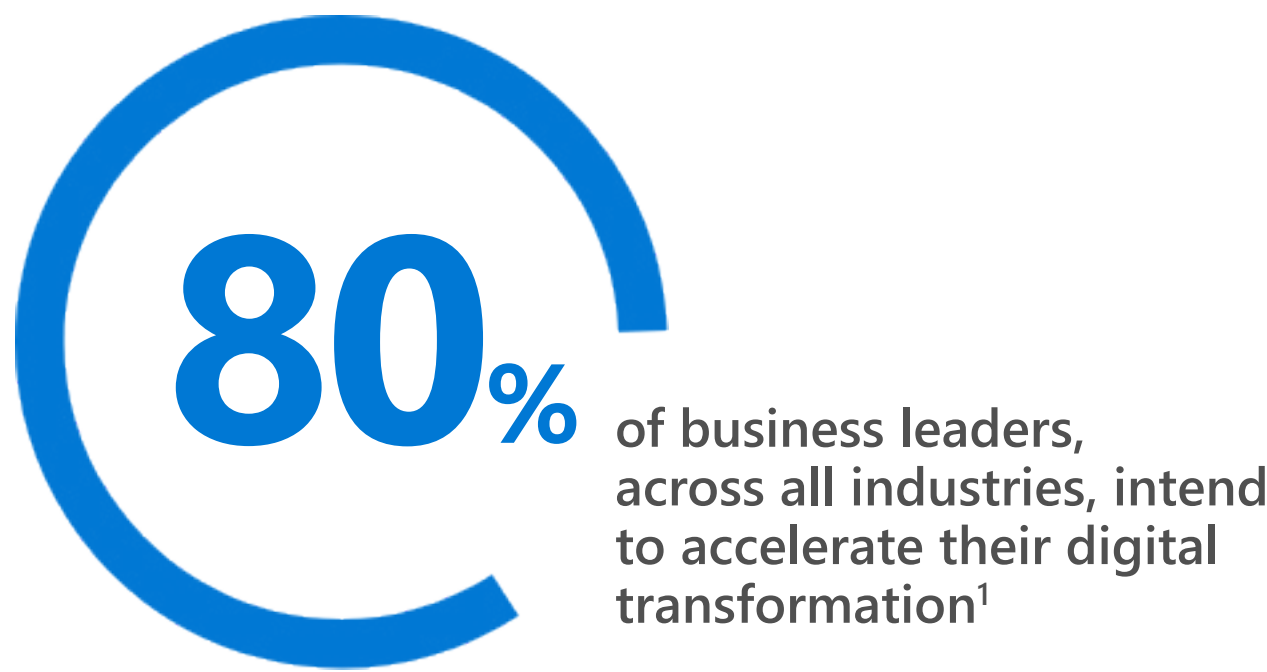 80%
of business leaders,
across all industries, intend
to accelerate their digital
transformation¹